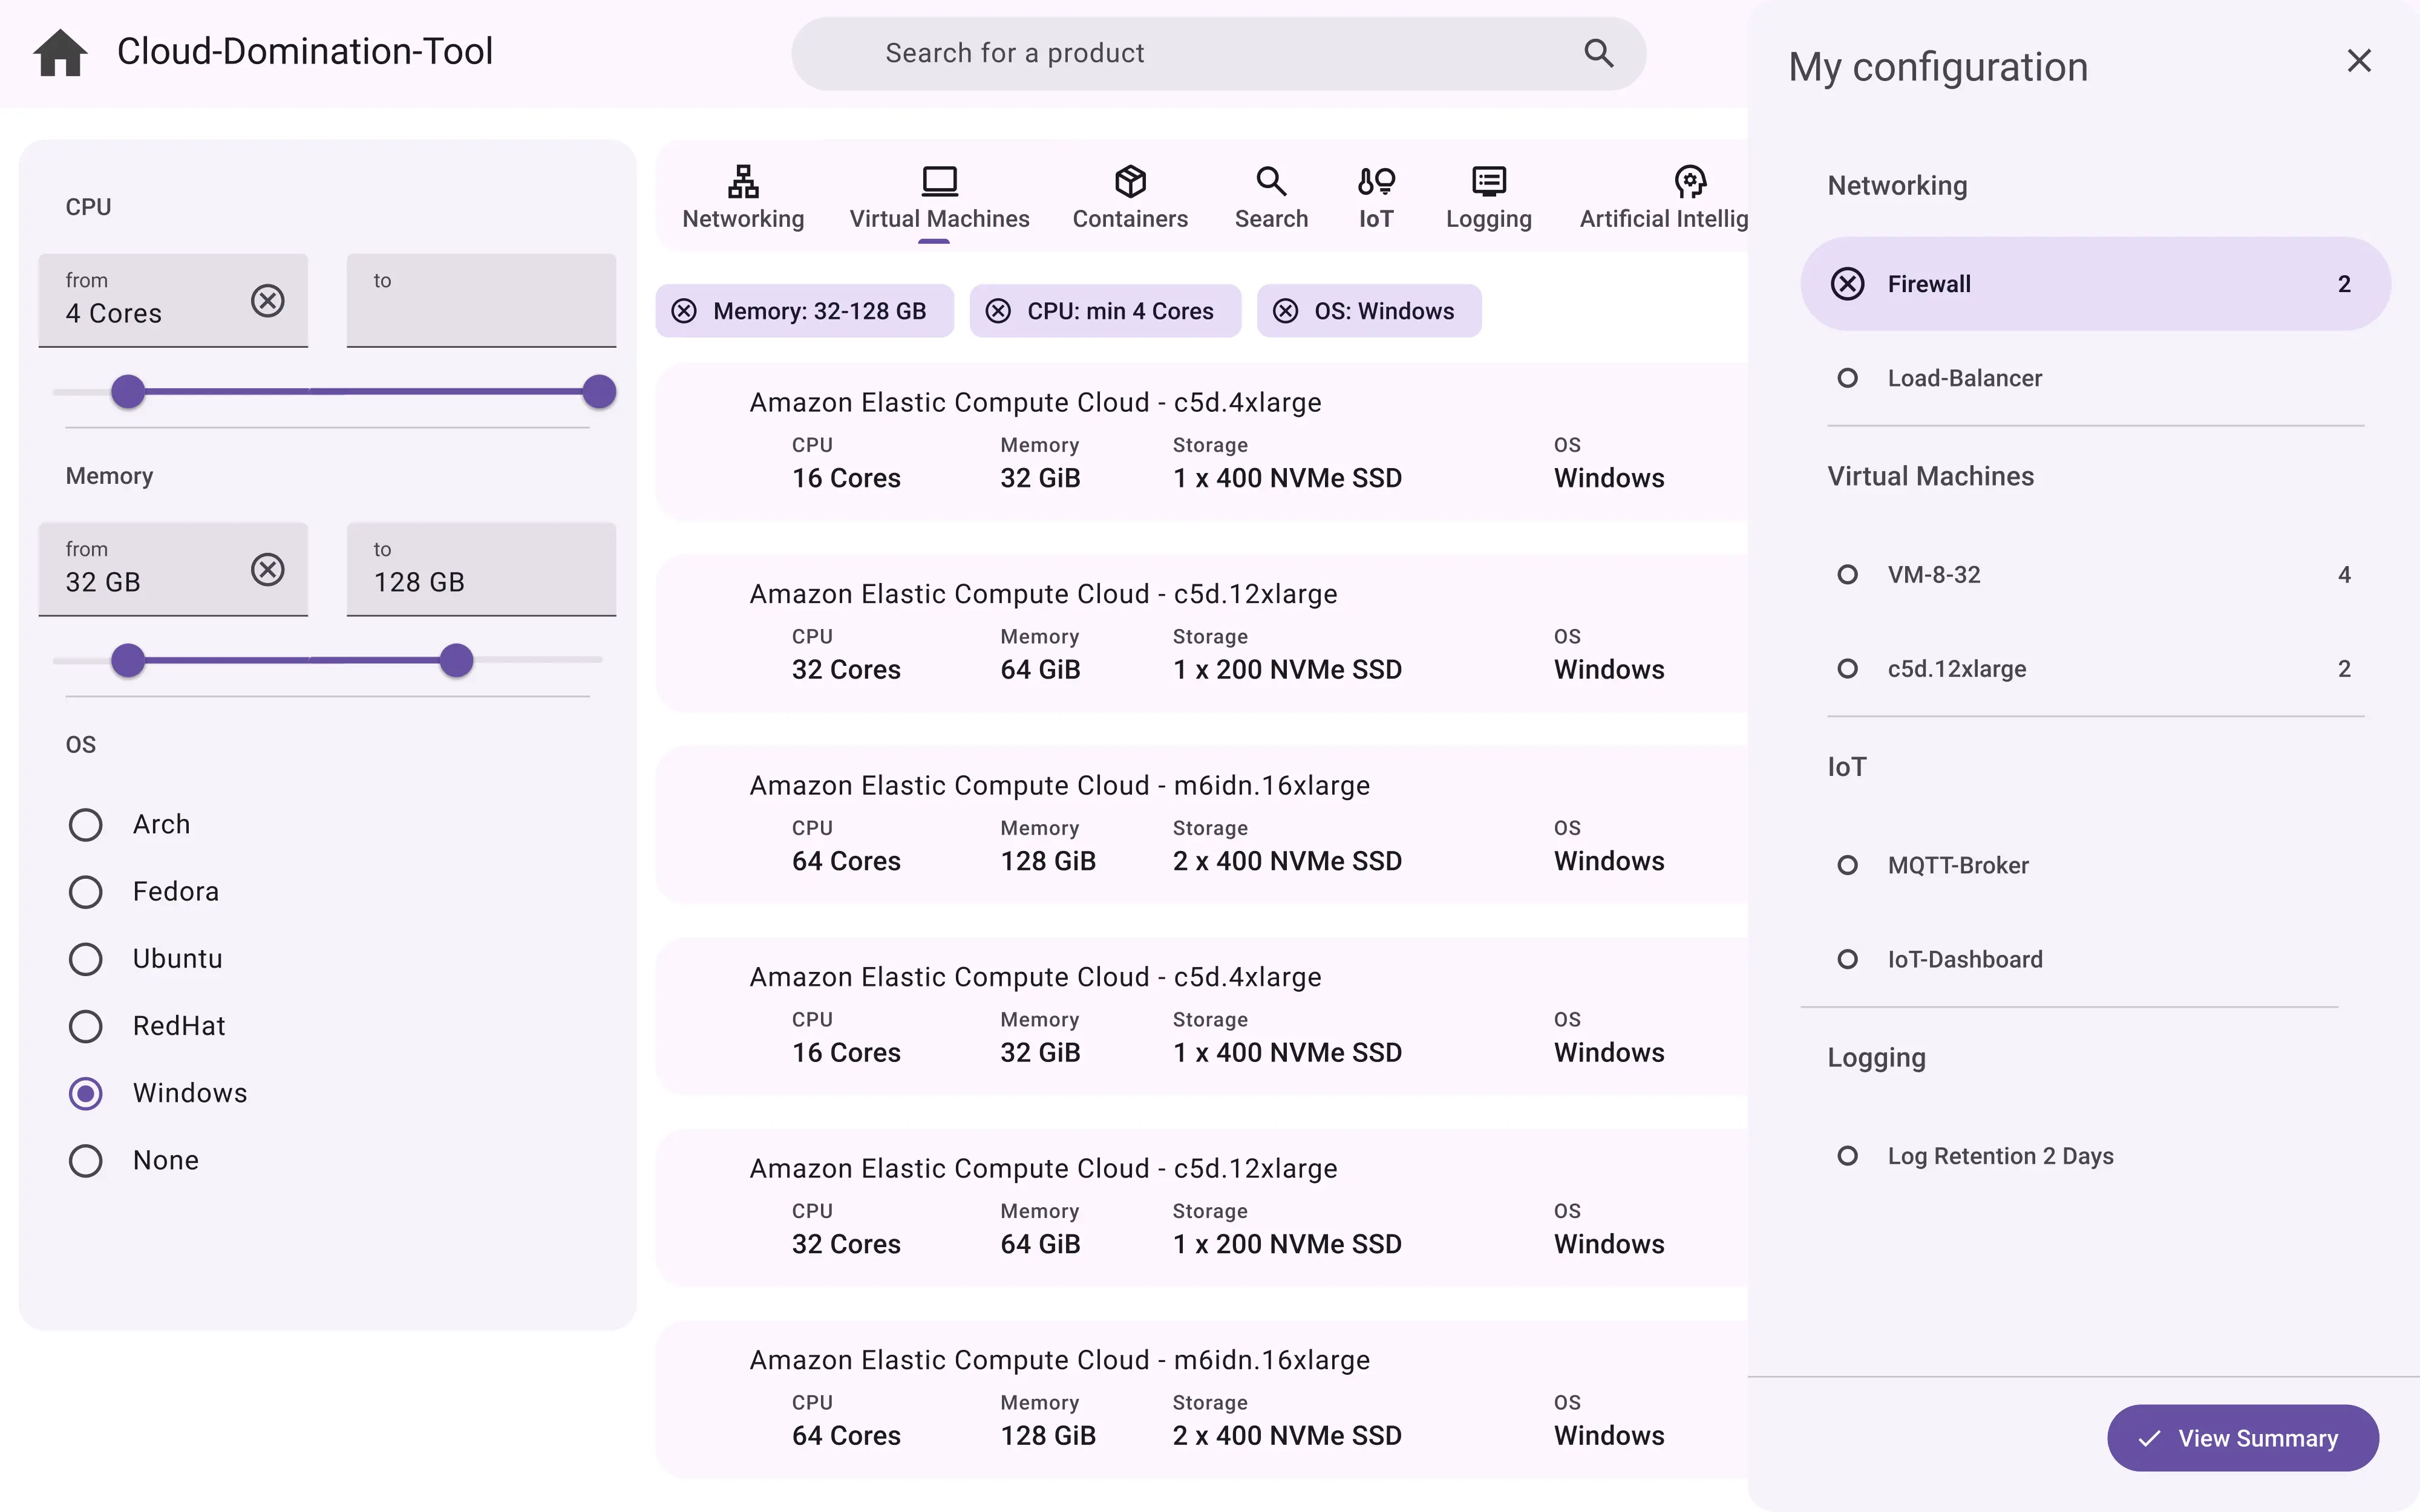 Cloud-Domination-Tool
Search for a product
CPU
from
4 Cores
to
Memory
from
32 GB
to
128 GB
OS
Arch
Fedora
Ubuntu
RedHat
Windows
None
Networking
Virtual Machines
Containers
Search
IoT
Logging
Artificial Intellig
Memory: 32-128 GB
CPU: min 4 Cores
OS: Windows
Amazon Elastic Compute Cloud - c5d.4xlarge
CPU Memory Storage OS
16 Cores 32 GiB 1 x 400 NVMe SSD Windows
Amazon Elastic Compute Cloud - c5d.12xlarge
CPU Memory Storage OS
32 Cores 64 GiB 1 x 200 NVMe SSD Windows
Amazon Elastic Compute Cloud - m6idn.16xlarge
CPU Memory Storage OS
64 Cores 128 GiB 2 x 400 NVMe SSD Windows
Amazon Elastic Compute Cloud - c5d.4xlarge
CPU Memory Storage OS
16 Cores 32 GiB 1 x 400 NVMe SSD Windows
Amazon Elastic Compute Cloud - c5d.12xlarge
CPU Memory Storage OS
32 Cores 64 GiB 1 x 200 NVMe SSD Windows
Amazon Elastic Compute Cloud - m6idn.16xlarge
CPU Memory Storage OS
64 Cores 128 GiB 2 x 400 NVMe SSD Windows
My configuration
Networking
Firewall 2
Load-Balancer
Virtual Machines
VM-8-32 4
c5d.12xlarge 2
IoT
MQTT-Broker
IoT-Dashboard
Logging
Log Retention 2 Days
View Summary